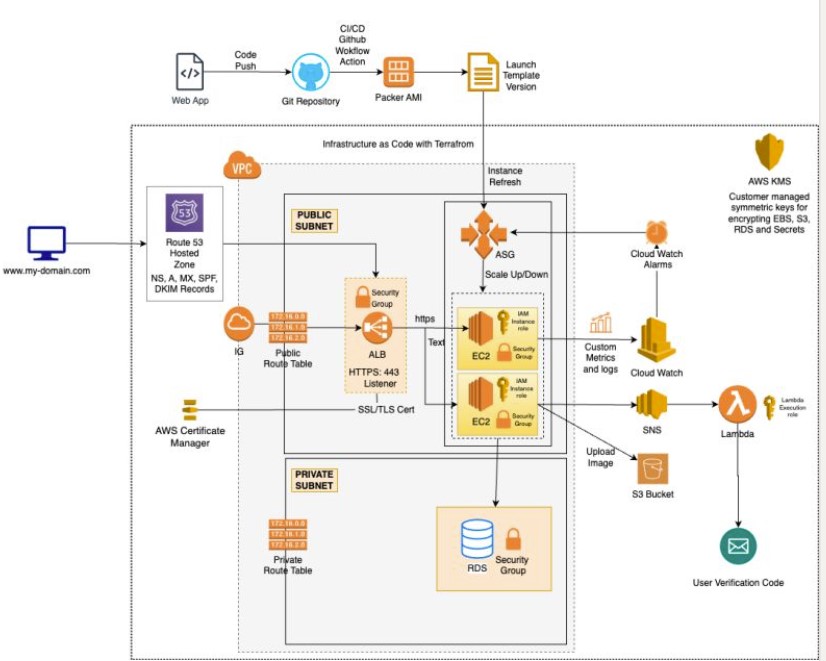 CI/CD
Github
Wokflow
Action
Code
Push
Launch
Template
Version
Web App
Git Repository
Packer AMI
Infrastructure as Code with Terrafrom
Instance
Refresh
VPC
AWS KMS
Customer managed
symmetric keys for
encrypting EBS, S3,
RDS and Secrets
53
Route 53
Hosted
Zone
NS, A, MX, SPF,
DKIM Records
www.my-domain.com
PUBLIC
SUBNET
ASG
Scale Up/Down
Cloud Watch
Alarms
Security
Group
IG
172.16.0.0
172.16.1.0
172.16.2.0
Public
Route Table
ALB
HTTPS: 443
Listener
https
Text
EC2
IAM
Instance
role
Security
Group
EC2
IAM
Instance
role
Security
Group
Custom
Metrics
and logs
Cloud Watch
SSL/TLS Cert
AWS Certificate
Manager
SNS
Lambda
Lambda
Execution
role
Upload
Image
S3 Bucket
PRIVATE
SUBNET
172.16.0.0
172.16.1.0
172.16.2.0
Private
Route Table
RDS
Security
Group
User Verification Code